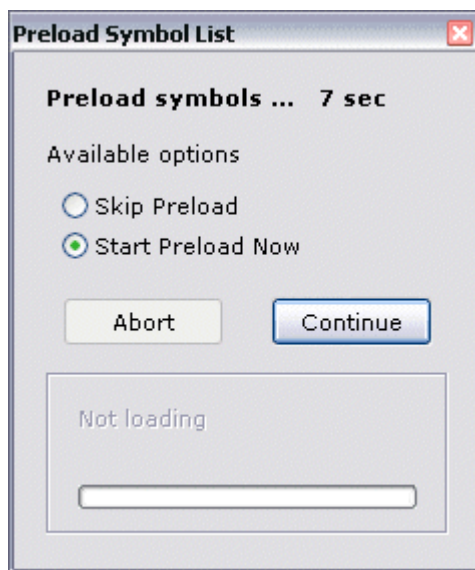 Preload Symbol List
Preload symbols ... 7 sec
Available options
Skip Preload
Start Preload Now
Abort Continue
Not loading